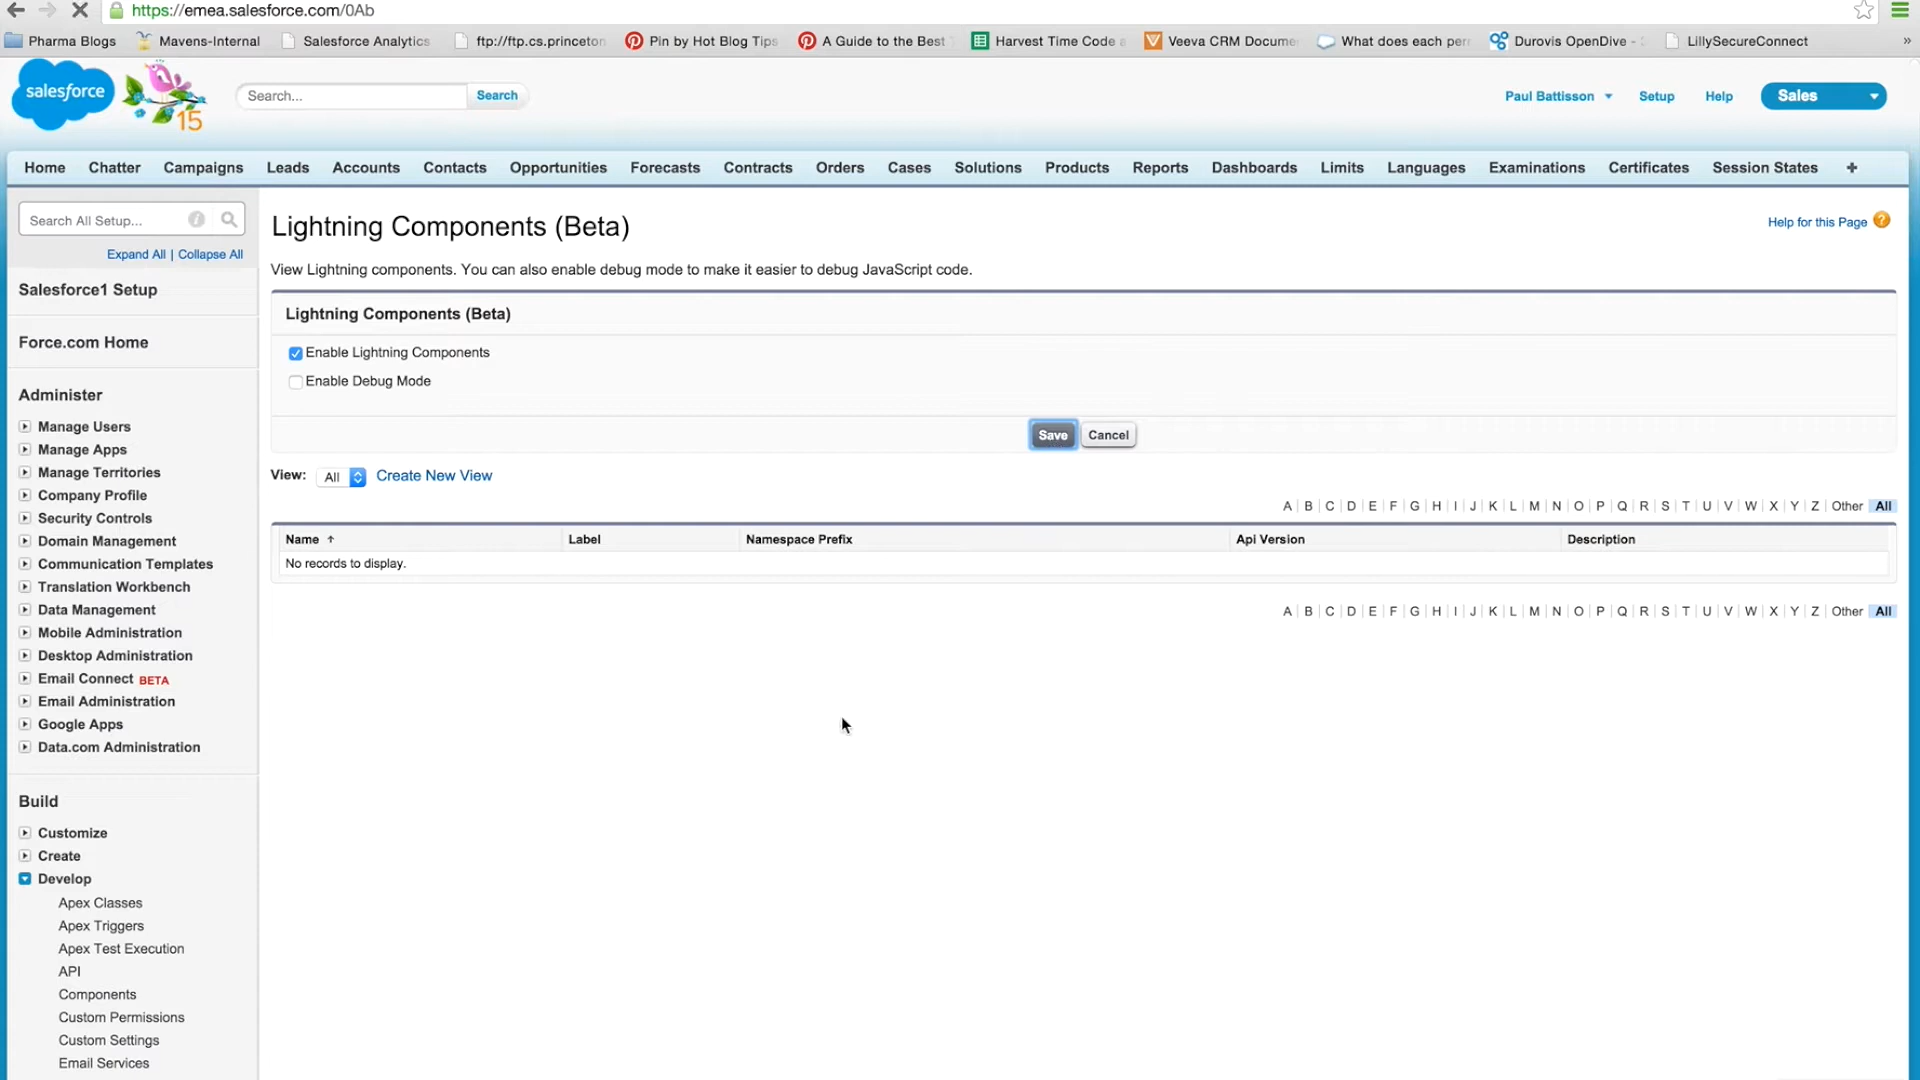 https://emea.salesforce.com/0Ab
Pharma Blogs Mavens-Internal Salesforce Analytics ftp://ftp.cs.princeton Pin by Hot Blog Tips A Guide to the Best Harvest Time Code Veeva CRM Docume What does each per Durovis OpenDive - LillySecureConnect »
salesforce
15
Search... Search
Paul Battisson Setup Help Sales
Home Chatter Campaigns Leads Accounts Contacts Opportunities Forecasts Contracts Orders Cases Solutions Products Reports Dashboards Limits Languages Examinations Certificates Session States +
Search All Setup...
Expand All | Collapse All
Salesforce1 Setup
Force.com Home
Administer
Manage Users
Manage Apps
Manage Territories
Company Profile
Security Controls
Domain Management
Communication Templates
Translation Workbench
Data Management
Mobile Administration
Desktop Administration
Email Connect BETA
Email Administration
Google Apps
Data.com Administration
Build
Customize
Create
Develop
Apex Classes
Apex Triggers
Apex Test Execution
API
Components
Custom Permissions
Custom Settings
Email Services
Lightning Components (Beta)
Help for this Page ?
View Lightning components. You can also enable debug mode to make it easier to debug JavaScript code.
Lightning Components (Beta)
Enable Lightning Components
Enable Debug Mode
Save Cancel
View: All Create New View
A | B | C | D | E | F | G | H | I | J | K | L | M | N | O | P | Q | R | S | T | U | V | W | X | Y | Z | Other All
Name Label Namespace Prefix Api Version Description
No records to display.
A | B | C | D | E | F | G | H | I | J | K | L | M | N | O | P | Q | R | S | T | U | V | W | X | Y | Z | Other All